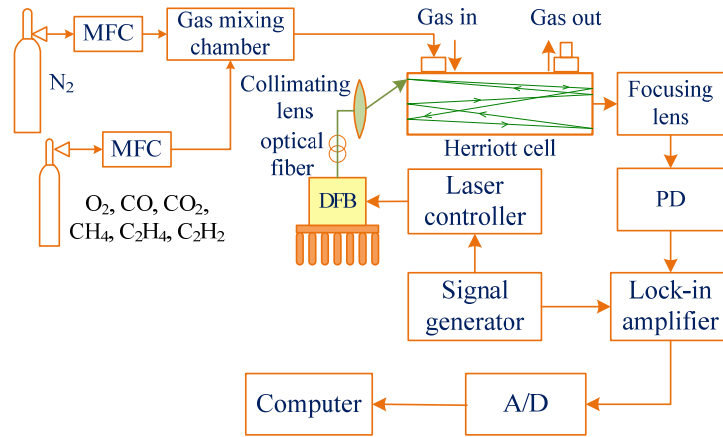 MFC
Gas mixing
chamber
Gas in
Gas out
N₂
Collimating
lens
optical
fiber
Herriott cell
Focusing
lens
MFC
O₂, CO, CO₂,
CH₄, C₂H₄, C₂H₂
DFB
Laser
controller
PD
Signal
generator
Lock-in
amplifier
Computer
A/D